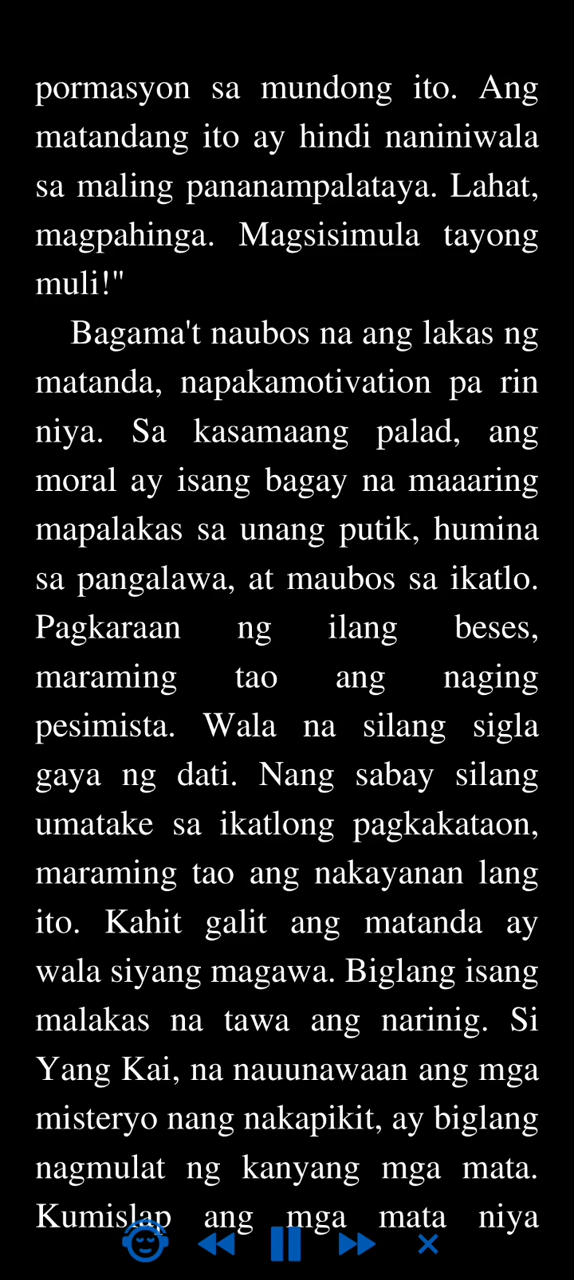 pormasyon sa mundong ito. Ang
matandang ito ay hindi naniniwala
sa maling pananampalataya. Lahat,
magpahinga. Magsisimula tayong
muli!"
Bagama't naubos na ang lakas ng
matanda, napakamotivation pa rin
niya. Sa kasamaang palad, ang
moral ay isang bagay na maaaring
mapalakas sa unang putik, humina
sa pangalawa, at maubos sa ikatlo.
Pagkaraan ng ilang beses,
maraming tao ang naging
pesimista. Wala na silang sigla
gaya ng dati. Nang sabay silang
umatake sa ikatlong pagkakataon,
maraming tao ang nakayanan lang
ito. Kahit galit ang matanda ay
wala siyang magawa. Biglang isang
malakas na tawa ang narinig. Si
Yang Kai, na nauunawaan ang mga
misteryo nang nakapikit, ay biglang
nagmulat ng kanyang mga mata.
Kumislap ang mga mata niya